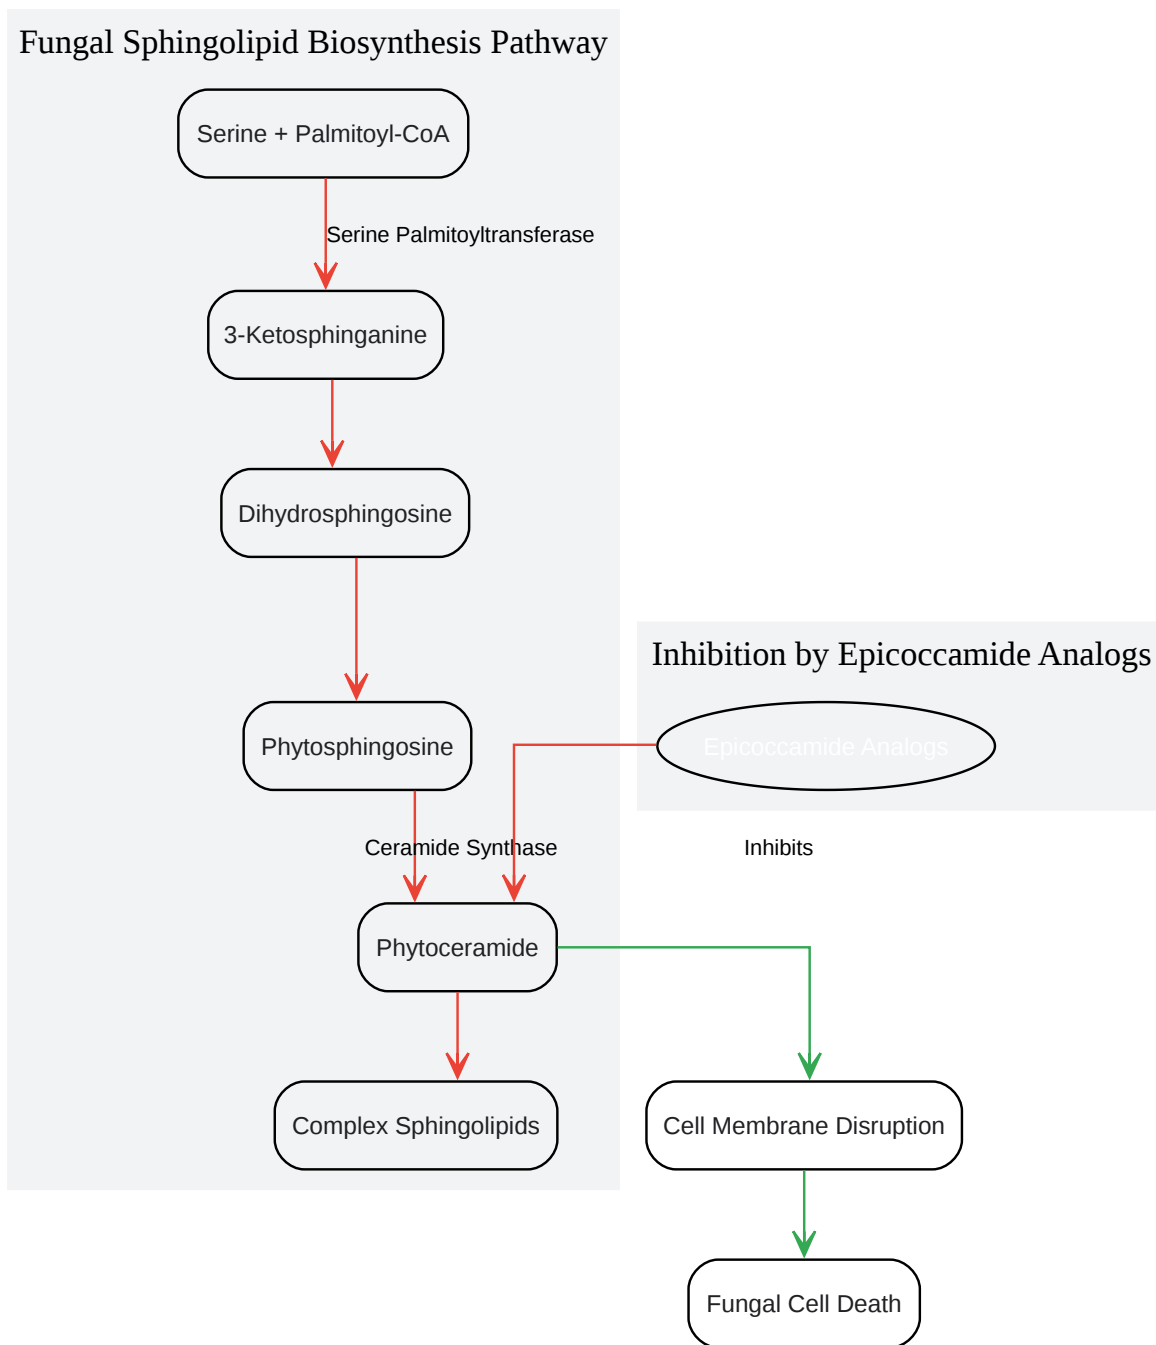 Fungal Sphingolipid Biosynthesis Pathway
Serine + Palmitoyl-CoA
Serine Palmitoyltransferase
3-Ketosphinganine
Dihydrosphingosine
Inhibition by Epicoccamide Analogs
Phytosphingosine
Epicoccamide Analogs
Ceramide Synthase
Inhibits
Phytoceramide
Complex Sphingolipids
Cell Membrane Disruption
Fungal Cell Death